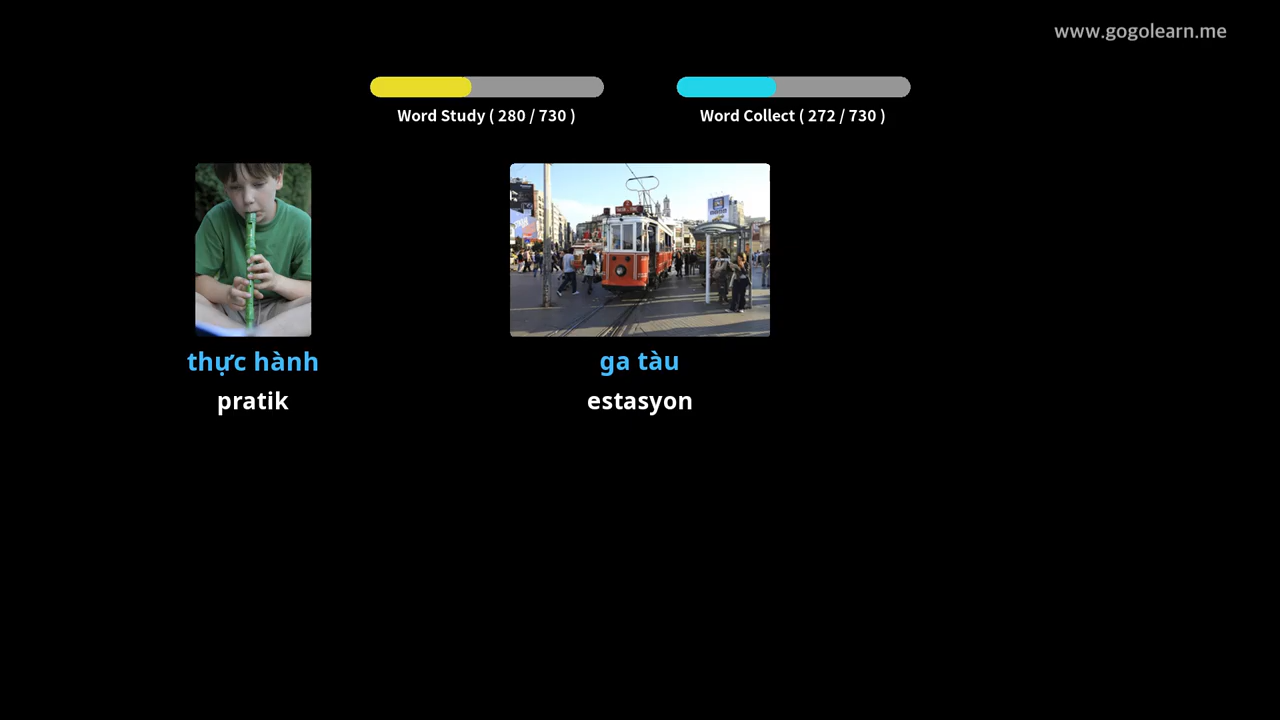 www.gogolearn.me
Word Study ( 280 / 730 )
Word Collect ( 272 / 730 )
thực hành
ga tàu
pratik
estasyon